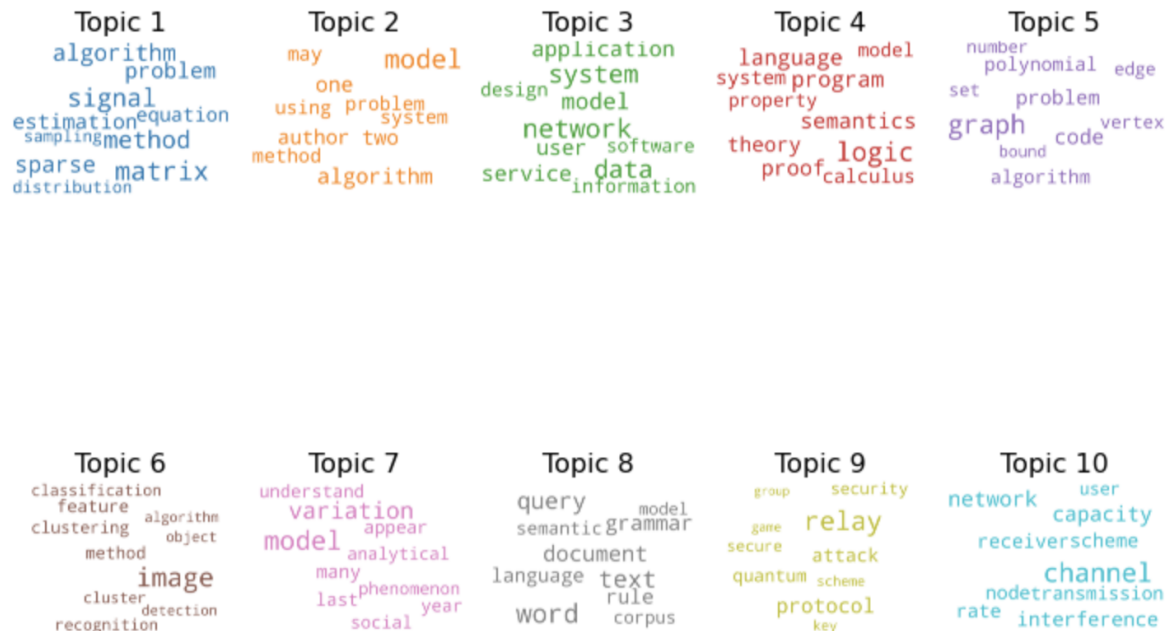 Topic 1
algorithm
problem
signal
equation
estimation
sampling method
sparse matrix
distribution
Topic 2
may model
one
using problem
system
author two
method
algorithm
Topic 3
application
system
design
model
network
user software
service data
information
Topic 4
language model
system program
property
semantics
theory logic
proof calculus
Topic 5
number
polynomial edge
set problem
graph code vertex
bound
algorithm
Topic 6
classification
feature
clustering algorithm
object
method
image
cluster
detection
recognition
Topic 7
understand
variation
appear
model analytical
many
phenomenon
last year
social
Topic 8
query model
semantic grammar
document
language text
rule
word corpus
Topic 9
group security
game relay
secure attack
quantum scheme
protocol
key
Topic 10
network user
capacity
receiver scheme
channel
node transmission
rate interference